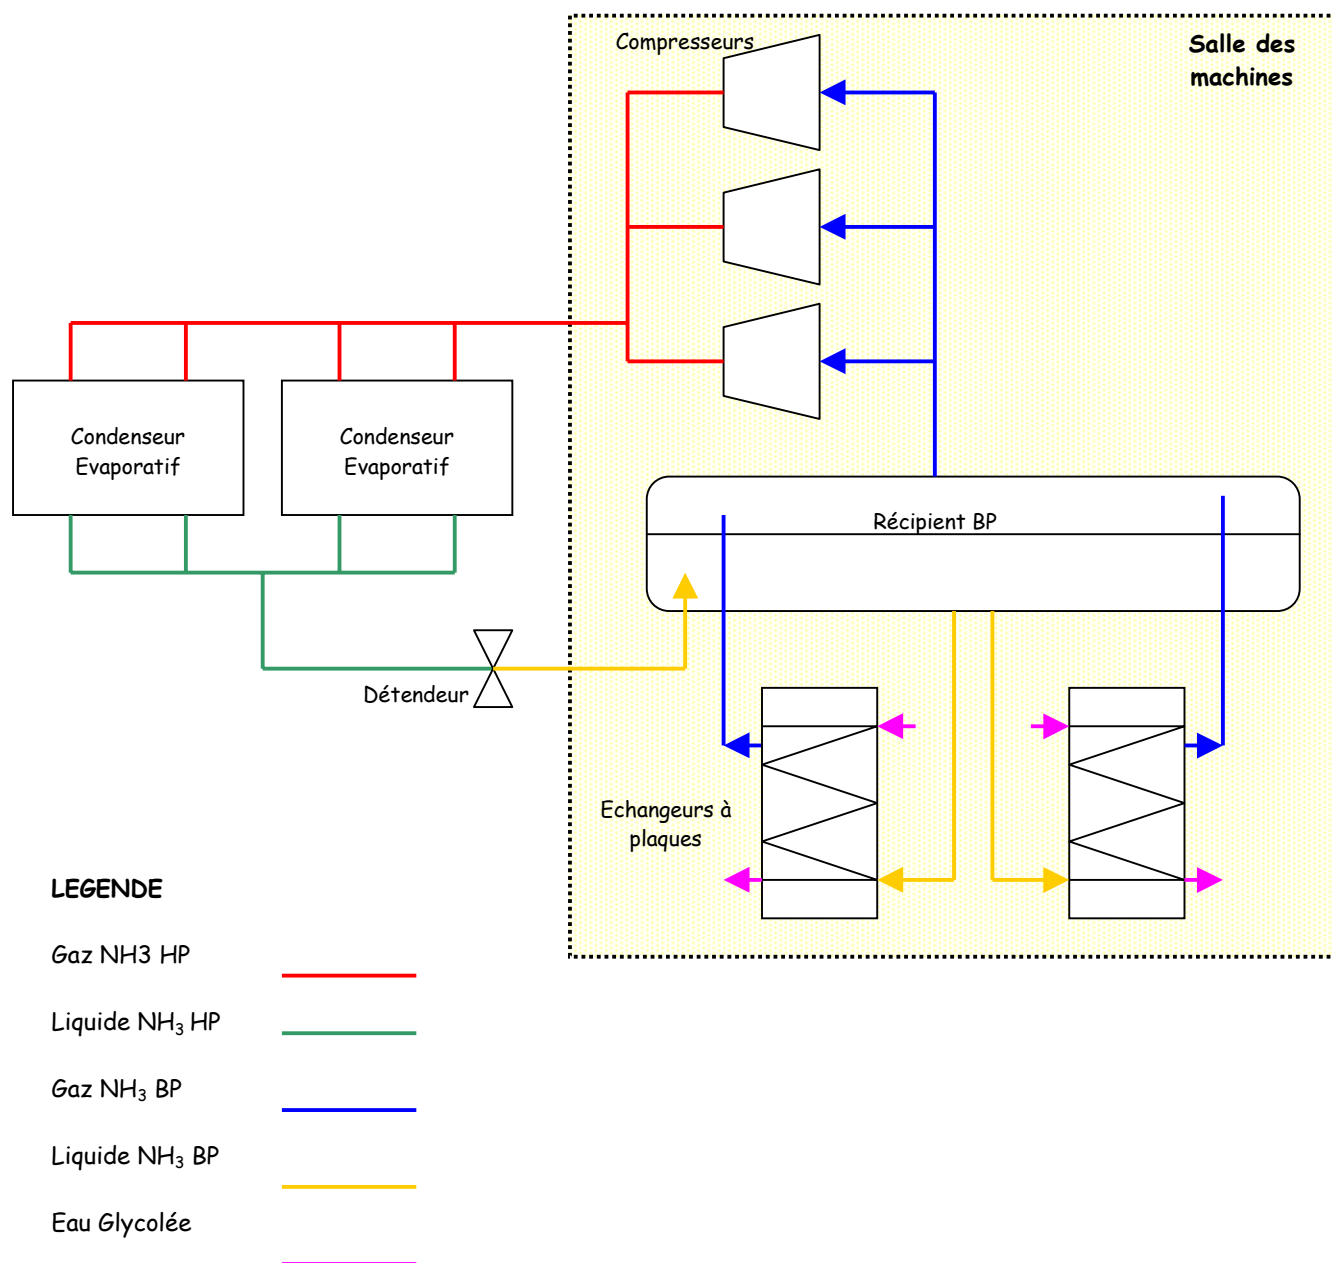 Compresseurs
Salle des
machines
Condenseur
Evaporatif
Condenseur
Evaporatif
Récipient BP
Détendeur
Echangeurs à
plaques
LEGENDE
Gaz NH3 HP
Liquide NH₃ HP
Gaz NH₃ BP
Liquide NH₃ BP
Eau Glycolée